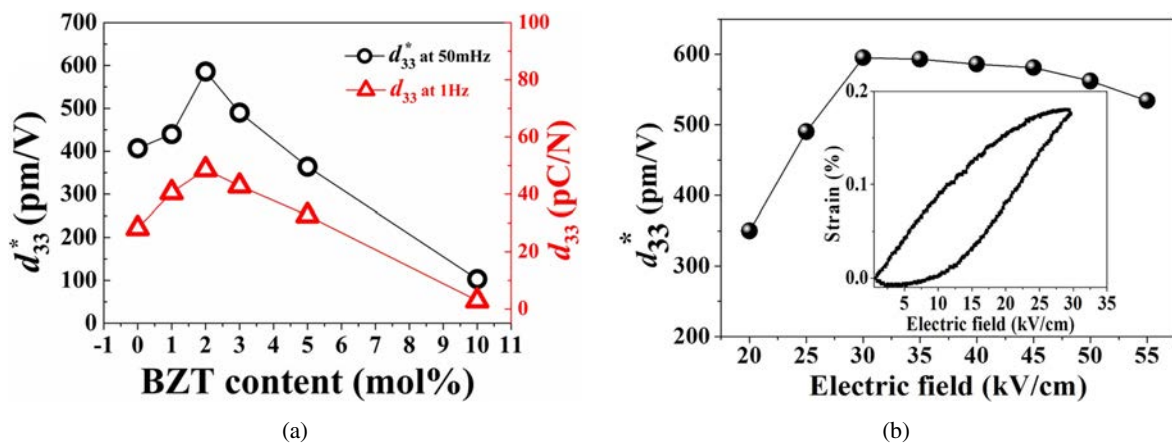 700
600
500
400
300
200
100
0
d*33 (pm/V)
100
80
60
40
20
0
d33 (pC/N)
d*33 at 50mHz
d33 at 1Hz
-1 0 1 2 3 4 5 6 7 8 9 10 11
BZT content (mol%)
(a)
600
500
400
300
200
d*33 (pm/V)
0.2
0.1
0.0
Strain (%)
5 10 15 20 25 30 35
Electric field (kV/cm)
20 25 30 35 40 45 50 55
Electric field (kV/cm)
(b)